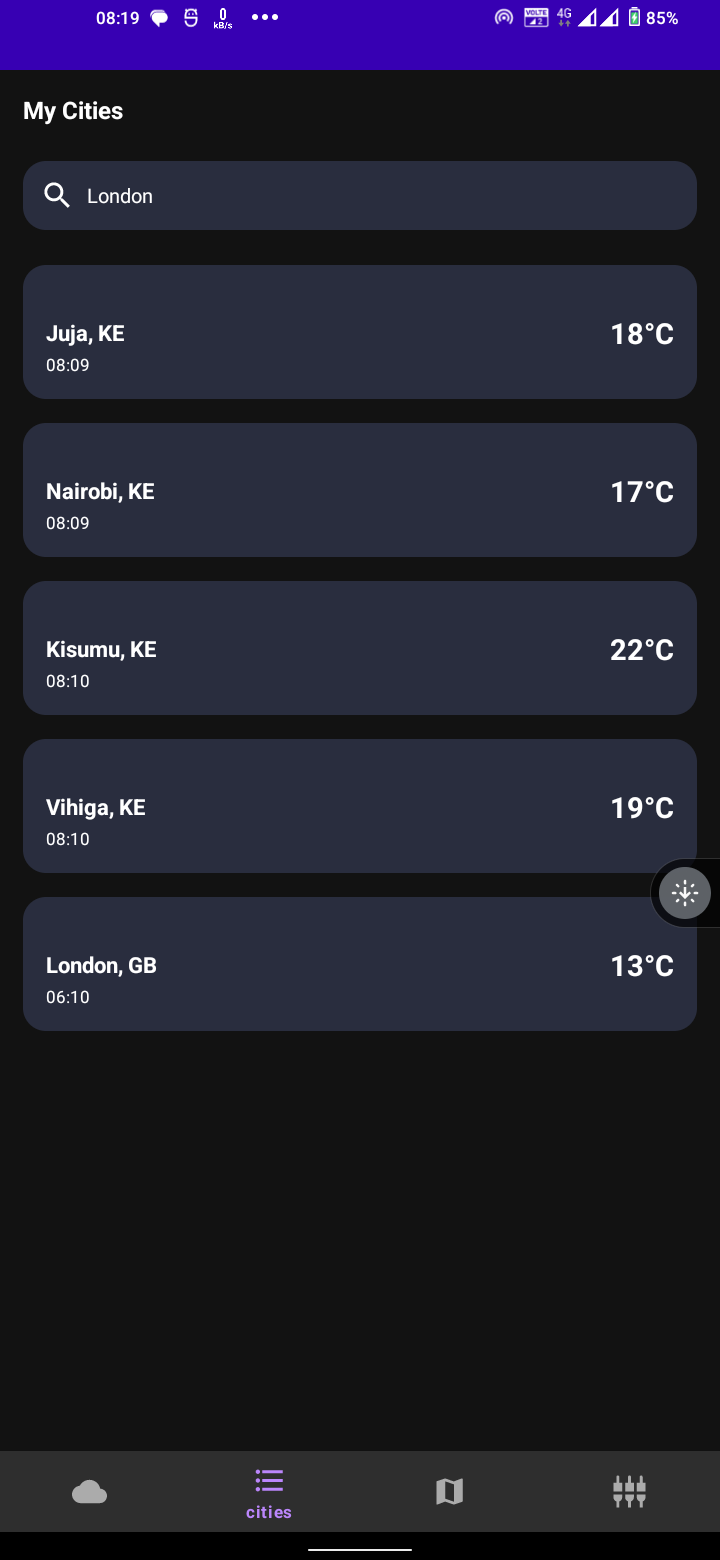 08:19 0 kB/s VOLTE 2 4G 85%
My Cities
London
Juja, KE 18°C
08:09
Nairobi, KE 17°C
08:09
Kisumu, KE 22°C
08:10
Vihiga, KE 19°C
08:10
London, GB 13°C
06:10
cities